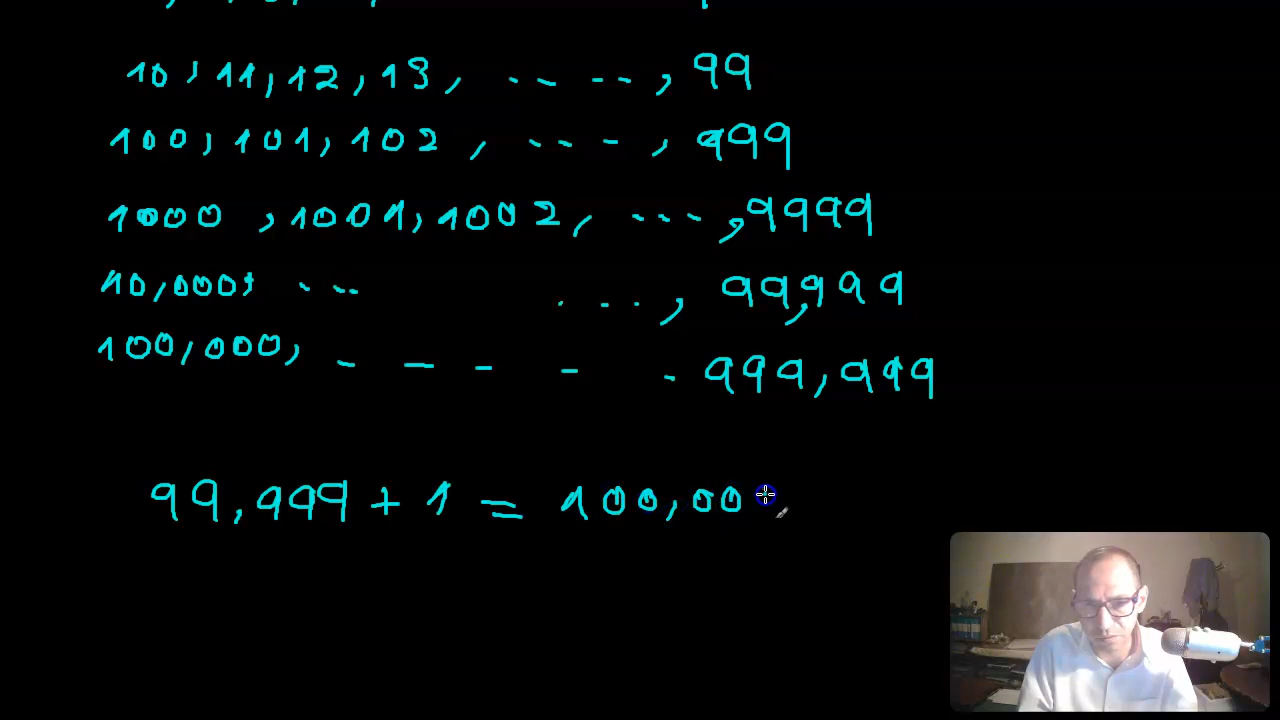 10, 11, 12, 13, .. .. , 99
100, 101, 102 , .... , 999
1000 , 1001, 1002, ... , 9999
10,000, ... ... , 99,999
100,000, - - - - - 999,999
99,999 + 1 = 100,00